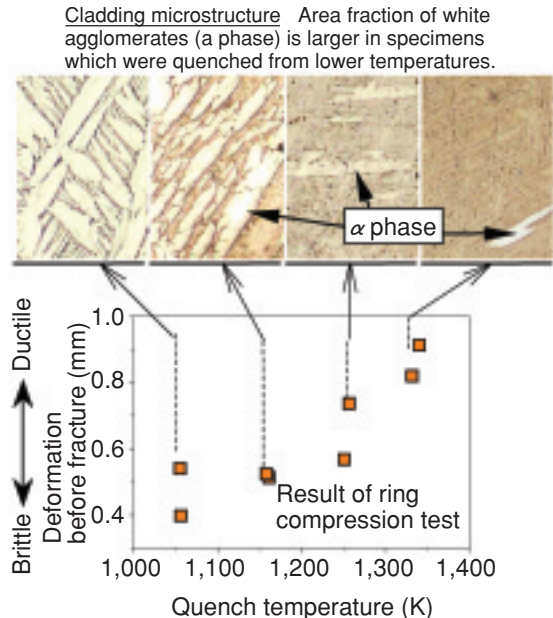 Cladding microstructure Area fraction of white
agglomerates (a phase) is larger in specimens
which were quenched from lower temperatures.
α phase
Brittle Ductile
Deformation
before fracture (mm)
1.0
0.8
0.6
0.4
Result of ring
compression test
1,000 1,100 1,200 1,300 1,400
Quench temperature (K)